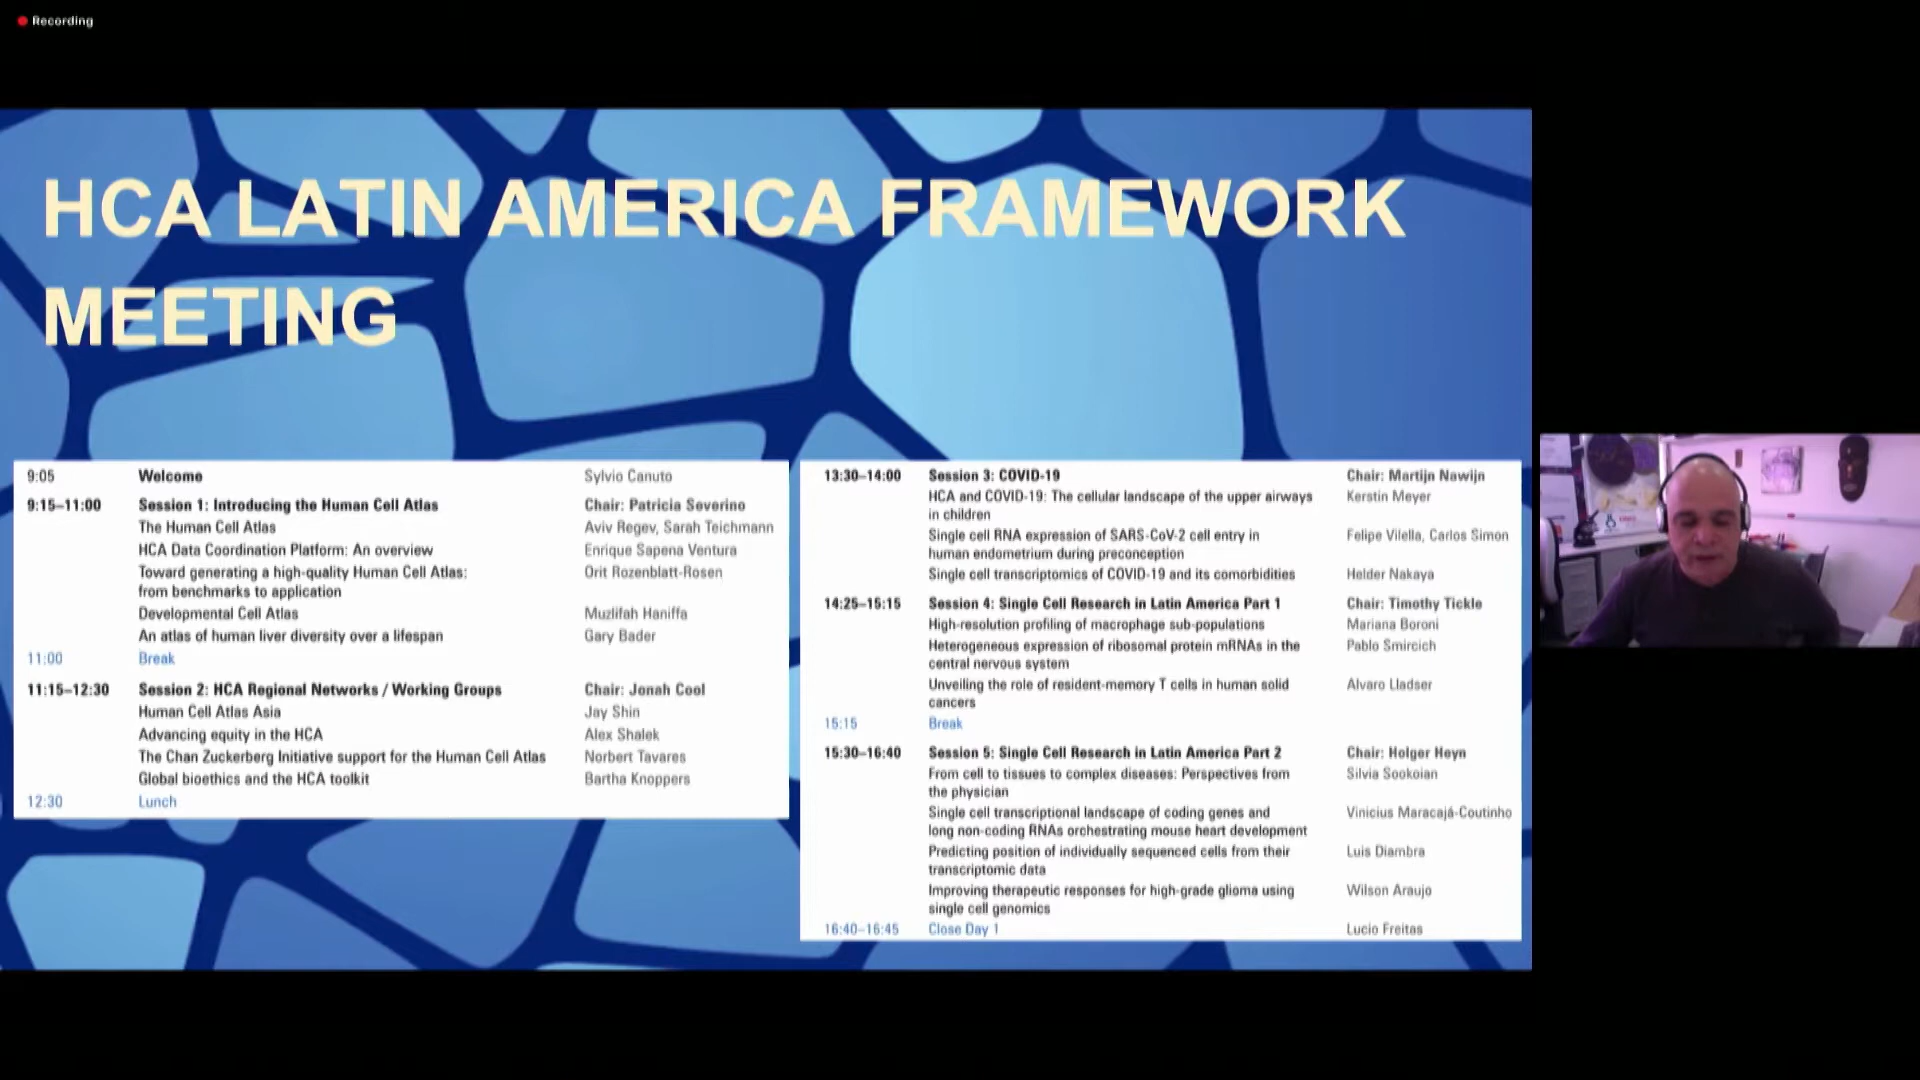 Recording
HCA LATIN AMERICA FRAMEWORK
MEETING
9:05 Welcome Sylvio Canuto
9:15–11:00 Session 1: Introducing the Human Cell Atlas Chair: Patricia Severino
The Human Cell Atlas Aviv Regev, Sarah Teichmann
HCA Data Coordination Platform: An overview Enrique Sapena Ventura
Toward generating a high-quality Human Cell Atlas: Orit Rozenblatt-Rosen
from benchmarks to application
Developmental Cell Atlas Muzlifah Haniffa
An atlas of human liver diversity over a lifespan Gary Bader
11:00 Break
11:15–12:30 Session 2: HCA Regional Networks / Working Groups Chair: Jonah Cool
Human Cell Atlas Asia Jay Shin
Advancing equity in the HCA Alex Shalek
The Chan Zuckerberg Initiative support for the Human Cell Atlas Norbert Tavares
Global bioethics and the HCA toolkit Bartha Knoppers
12:30 Lunch
13:30–14:00 Session 3: COVID-19 Chair: Martijn Nawijn
HCA and COVID-19: The cellular landscape of the upper airways Kerstin Meyer
in children
Single cell RNA expression of SARS-CoV-2 cell entry in Felipe Vilella, Carlos Simon
human endometrium during preconception
Single cell transcriptomics of COVID-19 and its comorbidities Helder Nakaya
14:25–15:15 Session 4: Single Cell Research in Latin America Part 1 Chair: Timothy Tickle
High-resolution profiling of macrophage sub-populations Mariana Boroni
Heterogeneous expression of ribosomal protein mRNAs in the Pablo Smircich
central nervous system
Unveiling the role of resident-memory T cells in human solid Alvaro Lladser
cancers
15:15 Break
15:30–16:40 Session 5: Single Cell Research in Latin America Part 2 Chair: Holger Heyn
From cell to tissues to complex diseases: Perspectives from Silvia Sookoian
the physician
Single cell transcriptional landscape of coding genes and Vinicius Maracajá-Coutinho
long non-coding RNAs orchestrating mouse heart development
Predicting position of individually sequenced cells from their Luis Diambra
transcriptomic data
Improving therapeutic responses for high-grade glioma using Wilson Araujo
single cell genomics
16:40–16:45 Close Day 1 Lucio Freitas